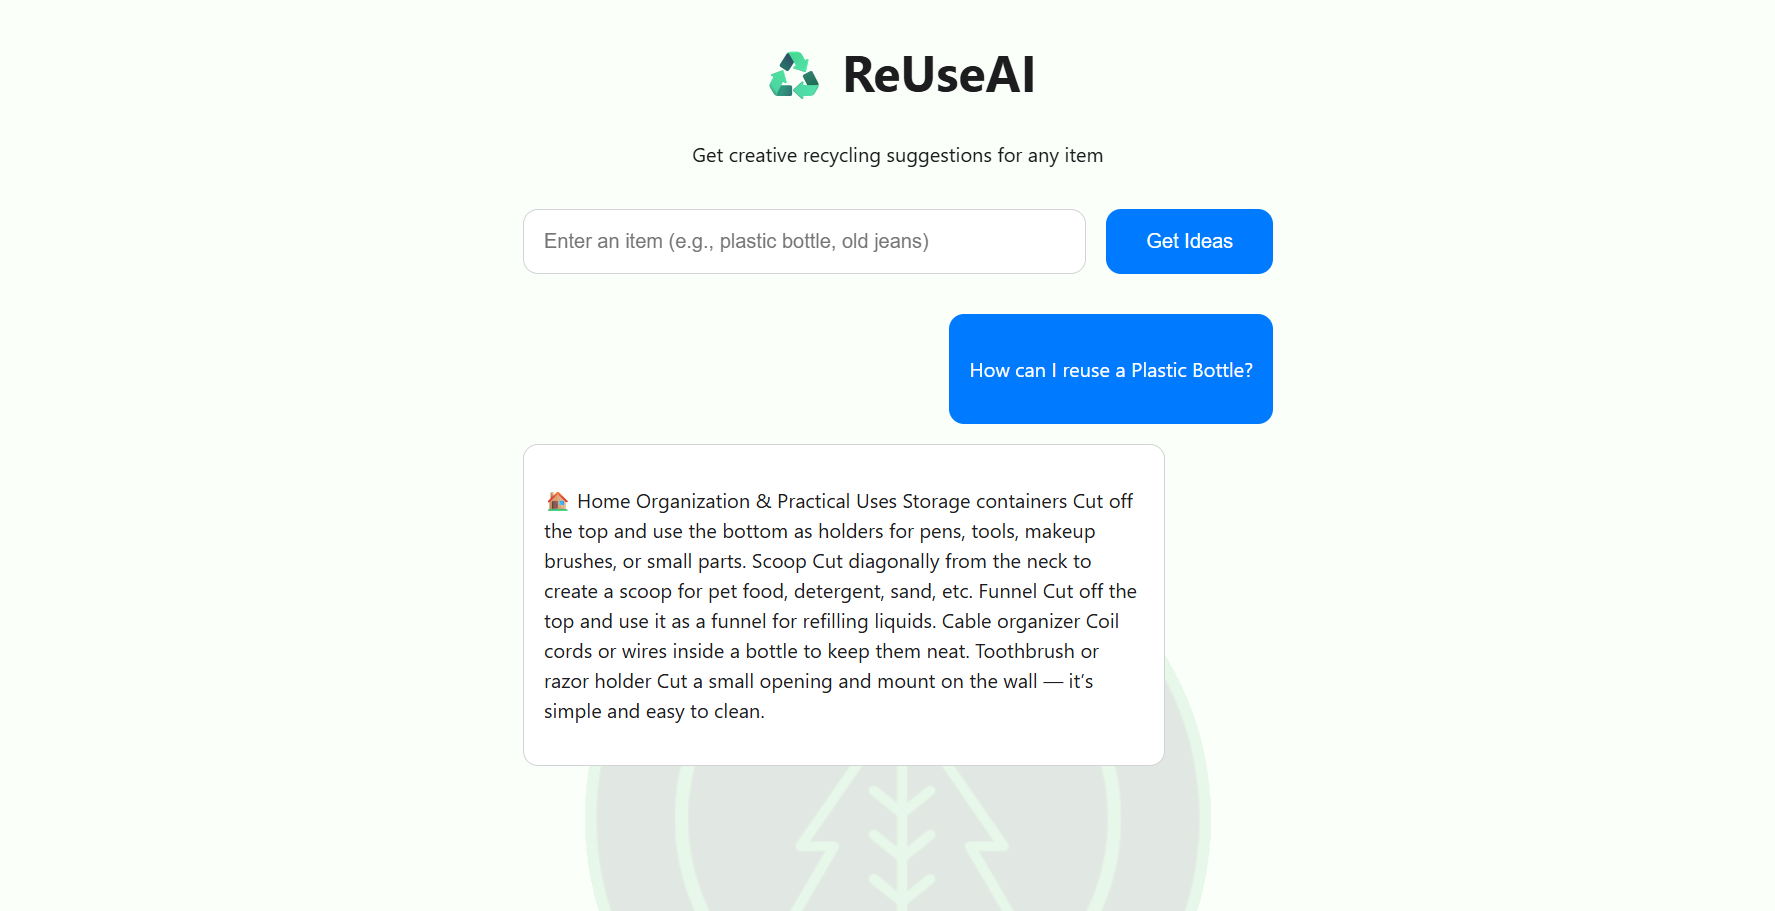 ReUseAI
Get creative recycling suggestions for any item
Enter an item (e.g., plastic bottle, old jeans)
Get Ideas
How can I reuse a Plastic Bottle?
🏠 Home Organization & Practical Uses Storage containers Cut off
the top and use the bottom as holders for pens, tools, makeup
brushes, or small parts. Scoop Cut diagonally from the neck to
create a scoop for pet food, detergent, sand, etc. Funnel Cut off the
top and use it as a funnel for refilling liquids. Cable organizer Coil
cords or wires inside a bottle to keep them neat. Toothbrush or
razor holder Cut a small opening and mount on the wall — it’s
simple and easy to clean.